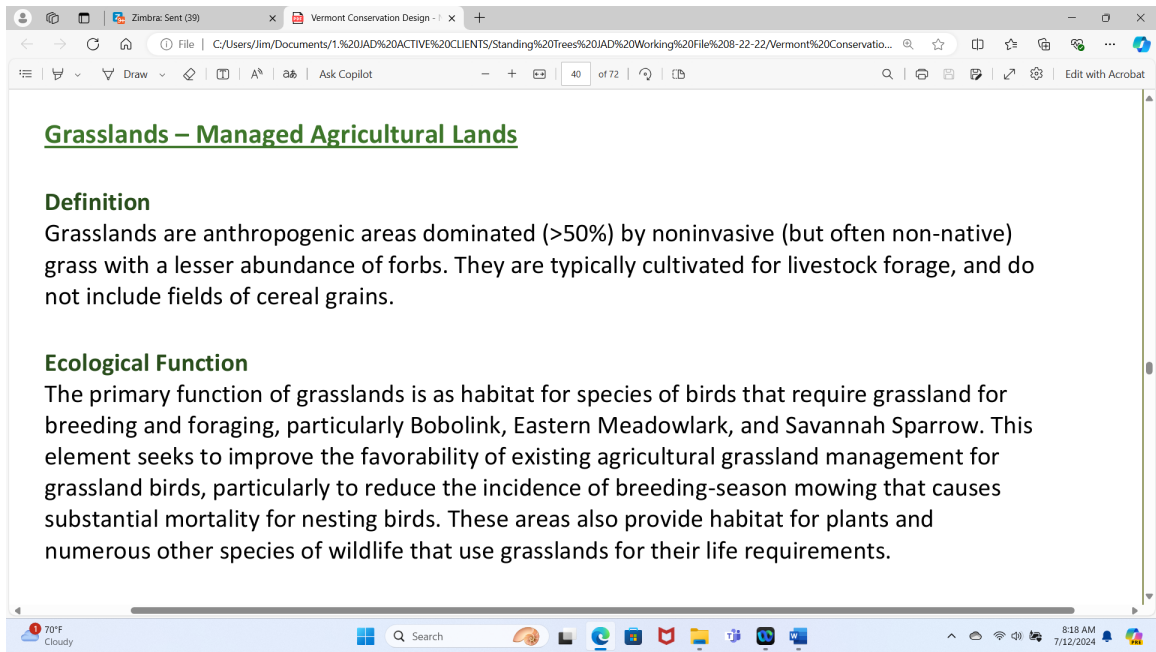 Zimbra: Sent (39)
Vermont Conservation Design -
File C:/Users/Jim/Documents/1.%20JAD%20ACTIVE%20CLIENTS/Standing%20Trees%20JAD%20Working%20File%208-22-22/Vermont%20Conservatio...
Draw aあ Ask Copilot 40 of 72 Edit with Acrobat
Grasslands – Managed Agricultural Lands
Definition
Grasslands are anthropogenic areas dominated (>50%) by noninvasive (but often non-native)
grass with a lesser abundance of forbs. They are typically cultivated for livestock forage, and do
not include fields of cereal grains.
Ecological Function
The primary function of grasslands is as habitat for species of birds that require grassland for
breeding and foraging, particularly Bobolink, Eastern Meadowlark, and Savannah Sparrow. This
element seeks to improve the favorability of existing agricultural grassland management for
grassland birds, particularly to reduce the incidence of breeding-season mowing that causes
substantial mortality for nesting birds. These areas also provide habitat for plants and
numerous other species of wildlife that use grasslands for their life requirements.
1
70°F
Cloudy
Search
8:18 AM
7/12/2024
PRE